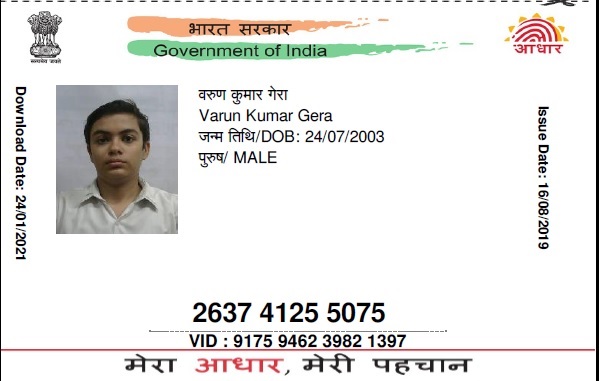 सत्यमेव जयते
भारत सरकार
Government of India
आधार
वरुण कुमार गेरा
Varun Kumar Gera
जन्म तिथि/DOB: 24/07/2003
पुरुष/ MALE
Download Date: 24/01/2021
Issue Date: 16/08/2019
2637 4125 5075
VID : 9175 9462 3982 1397
मेरा आधार, मेरी पहचान